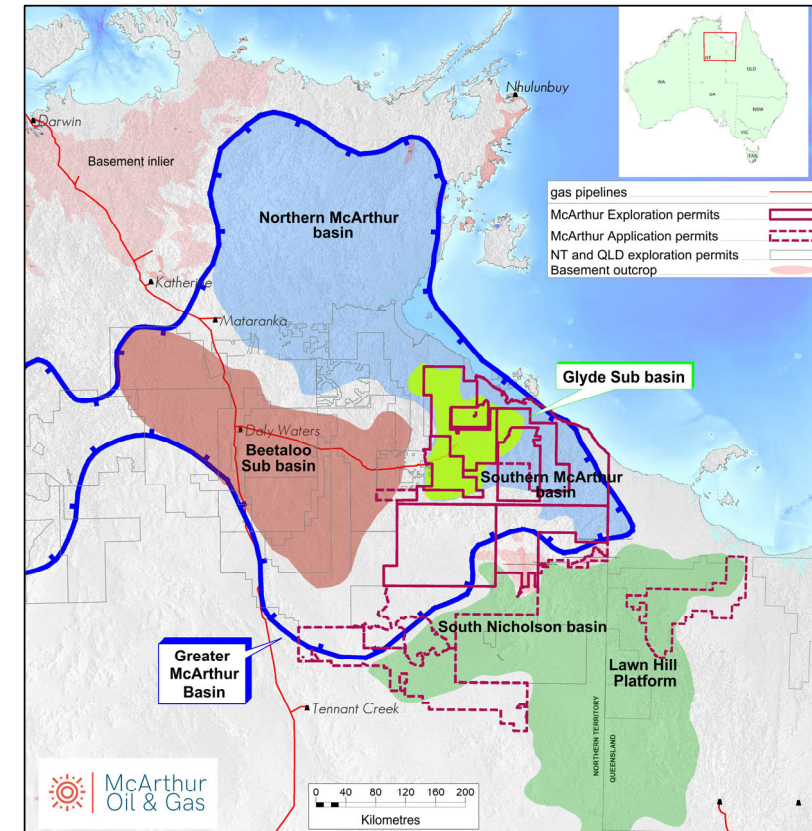 WA
NT
QLD
SA
NSW
VIC
TAS
Nhulunbuy
Darwin
Basement inlier
gas pipelines
McArthur Exploration permits
McArthur Application permits
NT and QLD exploration permits
Basement outcrop
Northern McArthur
basin
Katherine
Mataranka
Glyde Sub basin
Daly Waters
Beetaloo
Sub basin
Southern McArthur
basin
South Nicholson basin
Greater
McArthur
Basin
Lawn Hill
Platform
Tennant Creek
NORTHERN TERRITORY
QUEENSLAND
McArthur
Oil & Gas
0 40 80 120 160 200
Kilometres